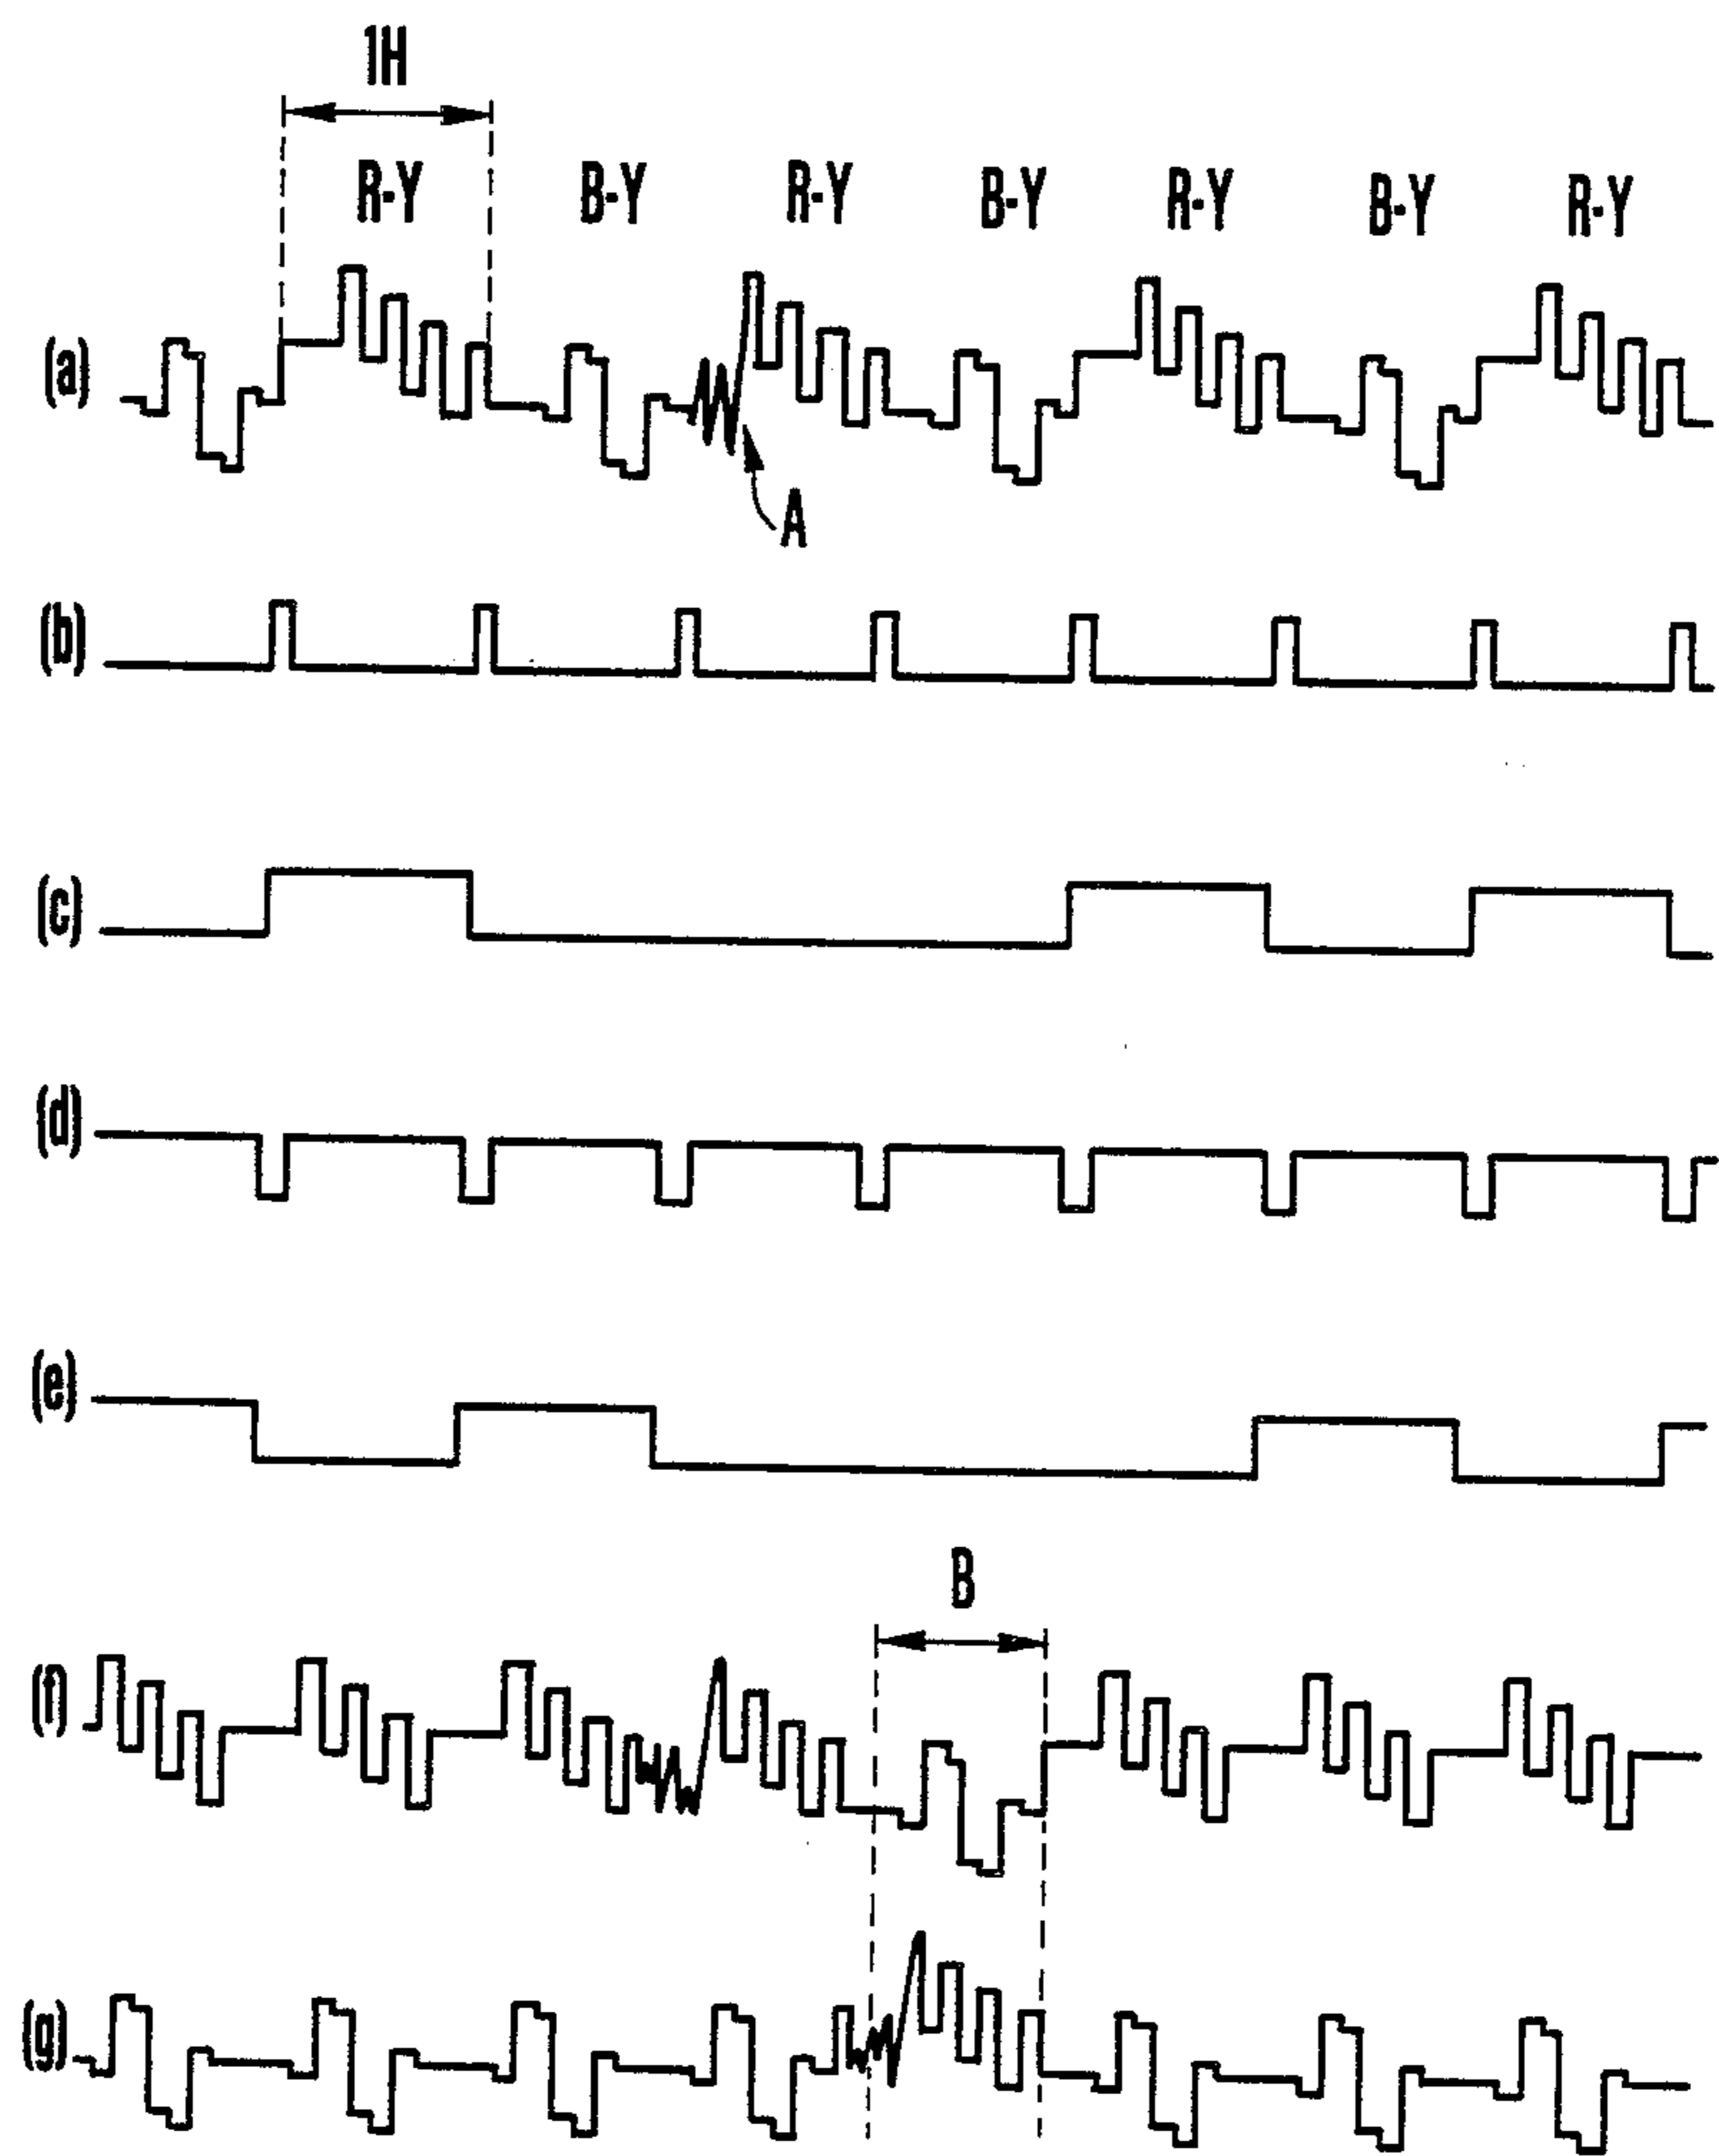 1H
R-Y B-Y R-Y B-Y R-Y B-Y R-Y
(a)
A
(b)
(c)
(d)
(e)
B
(f)
(g)